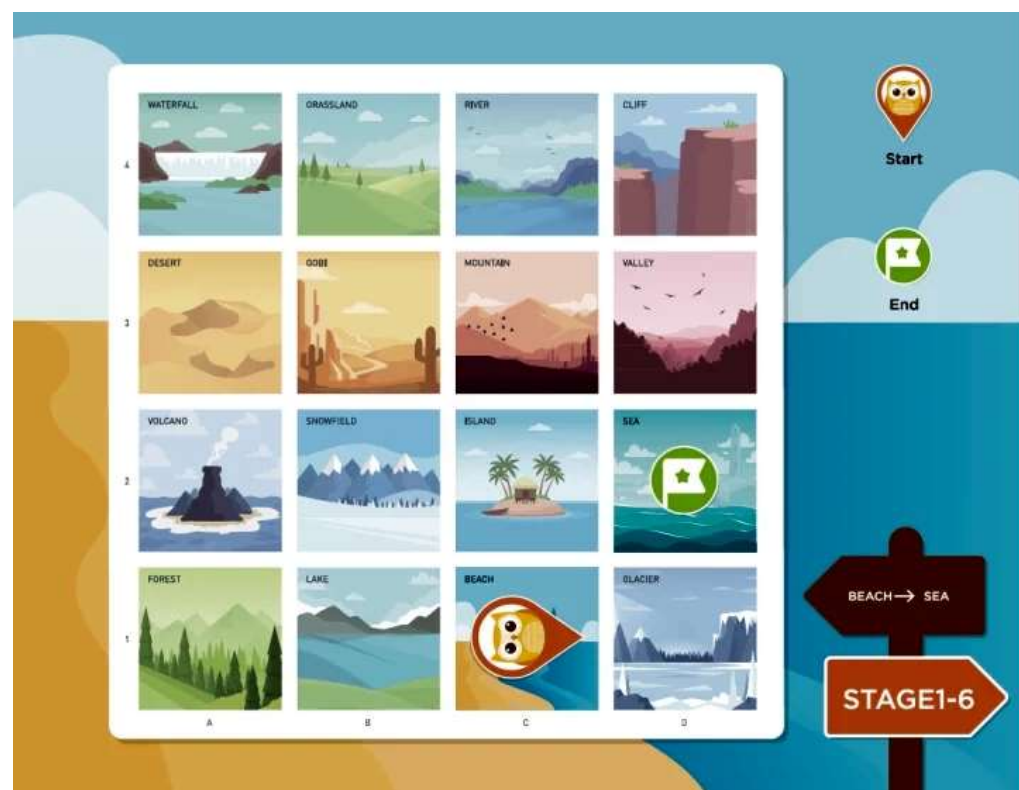 WATERFALL
GRASSLAND
RIVER
CLIFF
4
Start
DESERT
GOBI
MOUNTAIN
VALLEY
3
End
VOLCANO
SNOWFIELD
ISLAND
SEA
2
FOREST
LAKE
BEACH
GLACIER
1
BEACH→ SEA
STAGE1-6
A
B
C
D